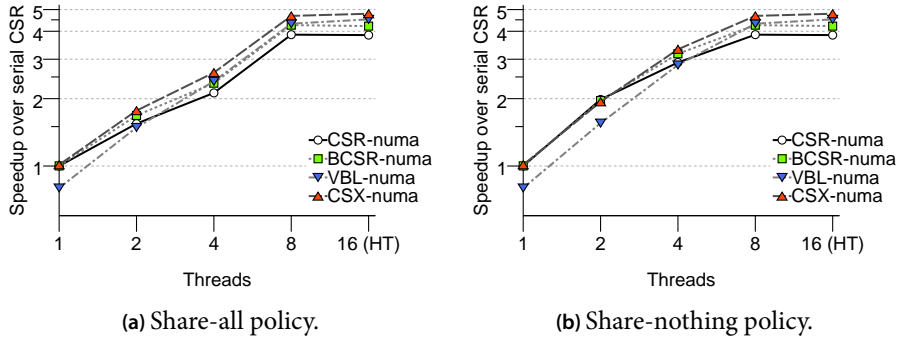 Speedup over serial CSR
5
4
3
2
1
CSR-numa
BCSR-numa
VBL-numa
CSX-numa
1 2 4 8 16 (HT)
Threads
(a) Share-all policy.
Speedup over serial CSR
5
4
3
2
1
CSR-numa
BCSR-numa
VBL-numa
CSX-numa
1 2 4 8 16 (HT)
Threads
(b) Share-nothing policy.